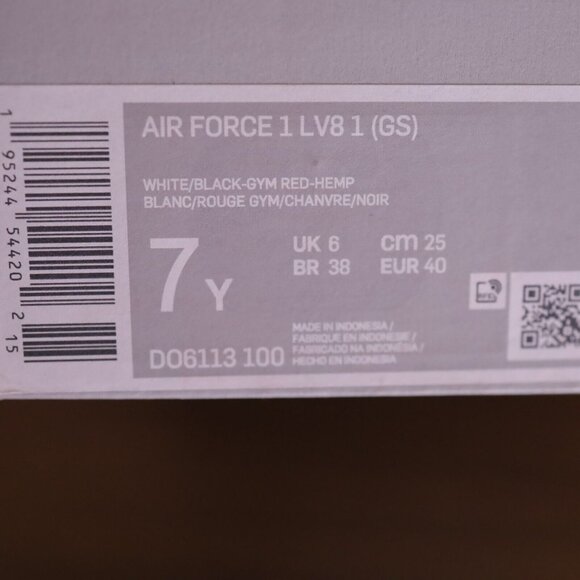 AIR FORCE 1 LV8 1 (GS)
WHITE/BLACK-GYM RED-HEMP
BLANC/ROUGE GYM/CHANVRE/NOIR
7 Y
UK 6 cm 25
BR 38 EUR 40
DO6113 100
MADE IN INDONESIA /
FABRIQUE EN INDONESIE /
FABRICADO NA INDONÉSIA /
HECHO EN INDONESIA
1 95244 54420 2 15